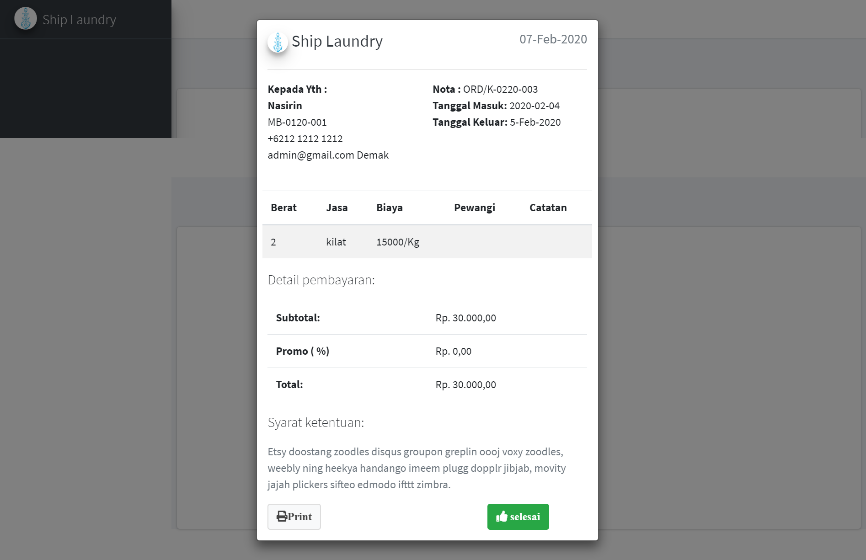 Ship Laundry
Ship Laundry 07-Feb-2020
Kepada Yth :
Nasirin
MB-0120-001
+6212 1212 1212
admin@gmail.com Demak
Nota : ORD/K-0220-003
Tanggal Masuk: 2020-02-04
Tanggal Keluar: 5-Feb-2020
Berat Jasa Biaya Pewangi Catatan
2 kilat 15000/Kg
Detail pembayaran:
Subtotal: Rp. 30.000,00
Promo ( %) Rp. 0,00
Total: Rp. 30.000,00
Syarat ketentuan:
Etsy doostang zoodles disqus groupon greplin oooj voxy zoodles,
weebly ning heekya handango imeem plugg dopplr jibjab, movity
jajah plickers sifteo edmodo ifttt zimbra.
Print selesai